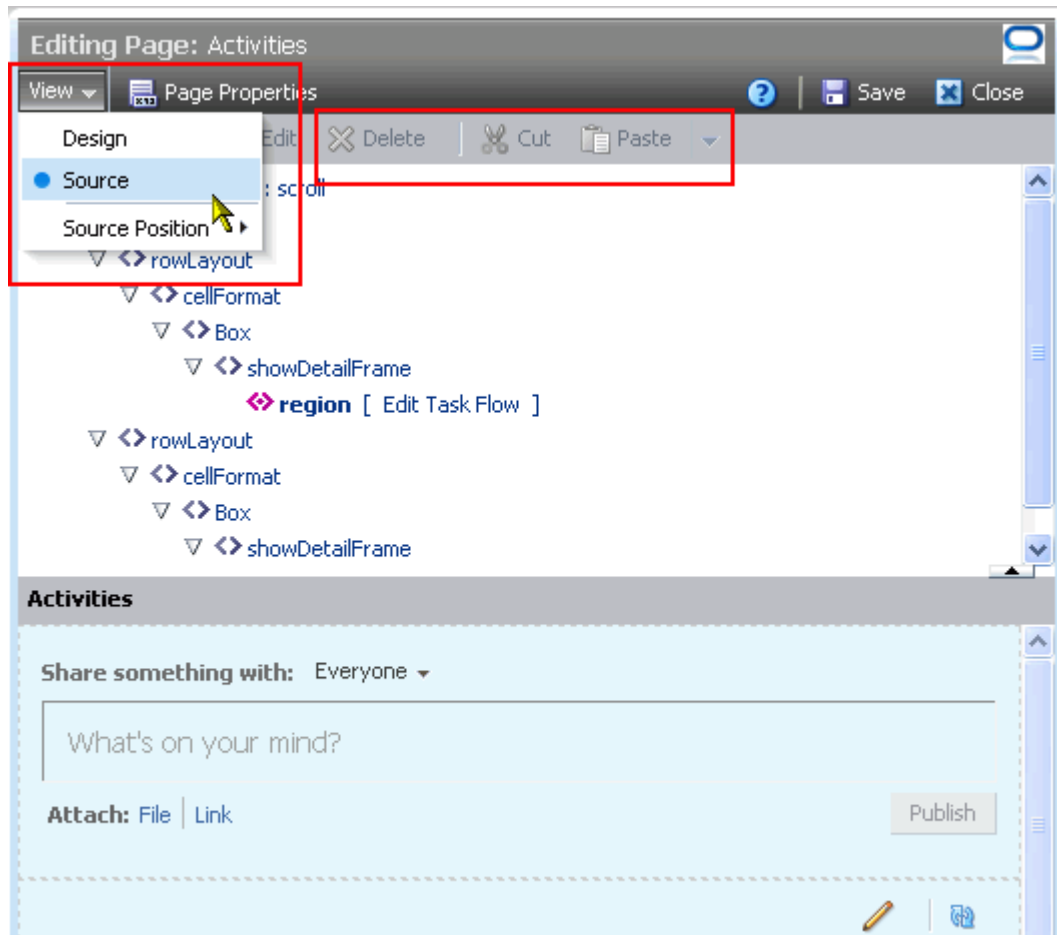 Editing Page: Activities
View Page Properties Save Close
Design
Edit Delete Cut Paste
Source
: scroll
Source Position
rowLayout
cellFormat
Box
showDetailFrame
region [ Edit Task Flow ]
rowLayout
cellFormat
Box
showDetailFrame
Activities
Share something with: Everyone
What's on your mind?
Attach: File Link
Publish